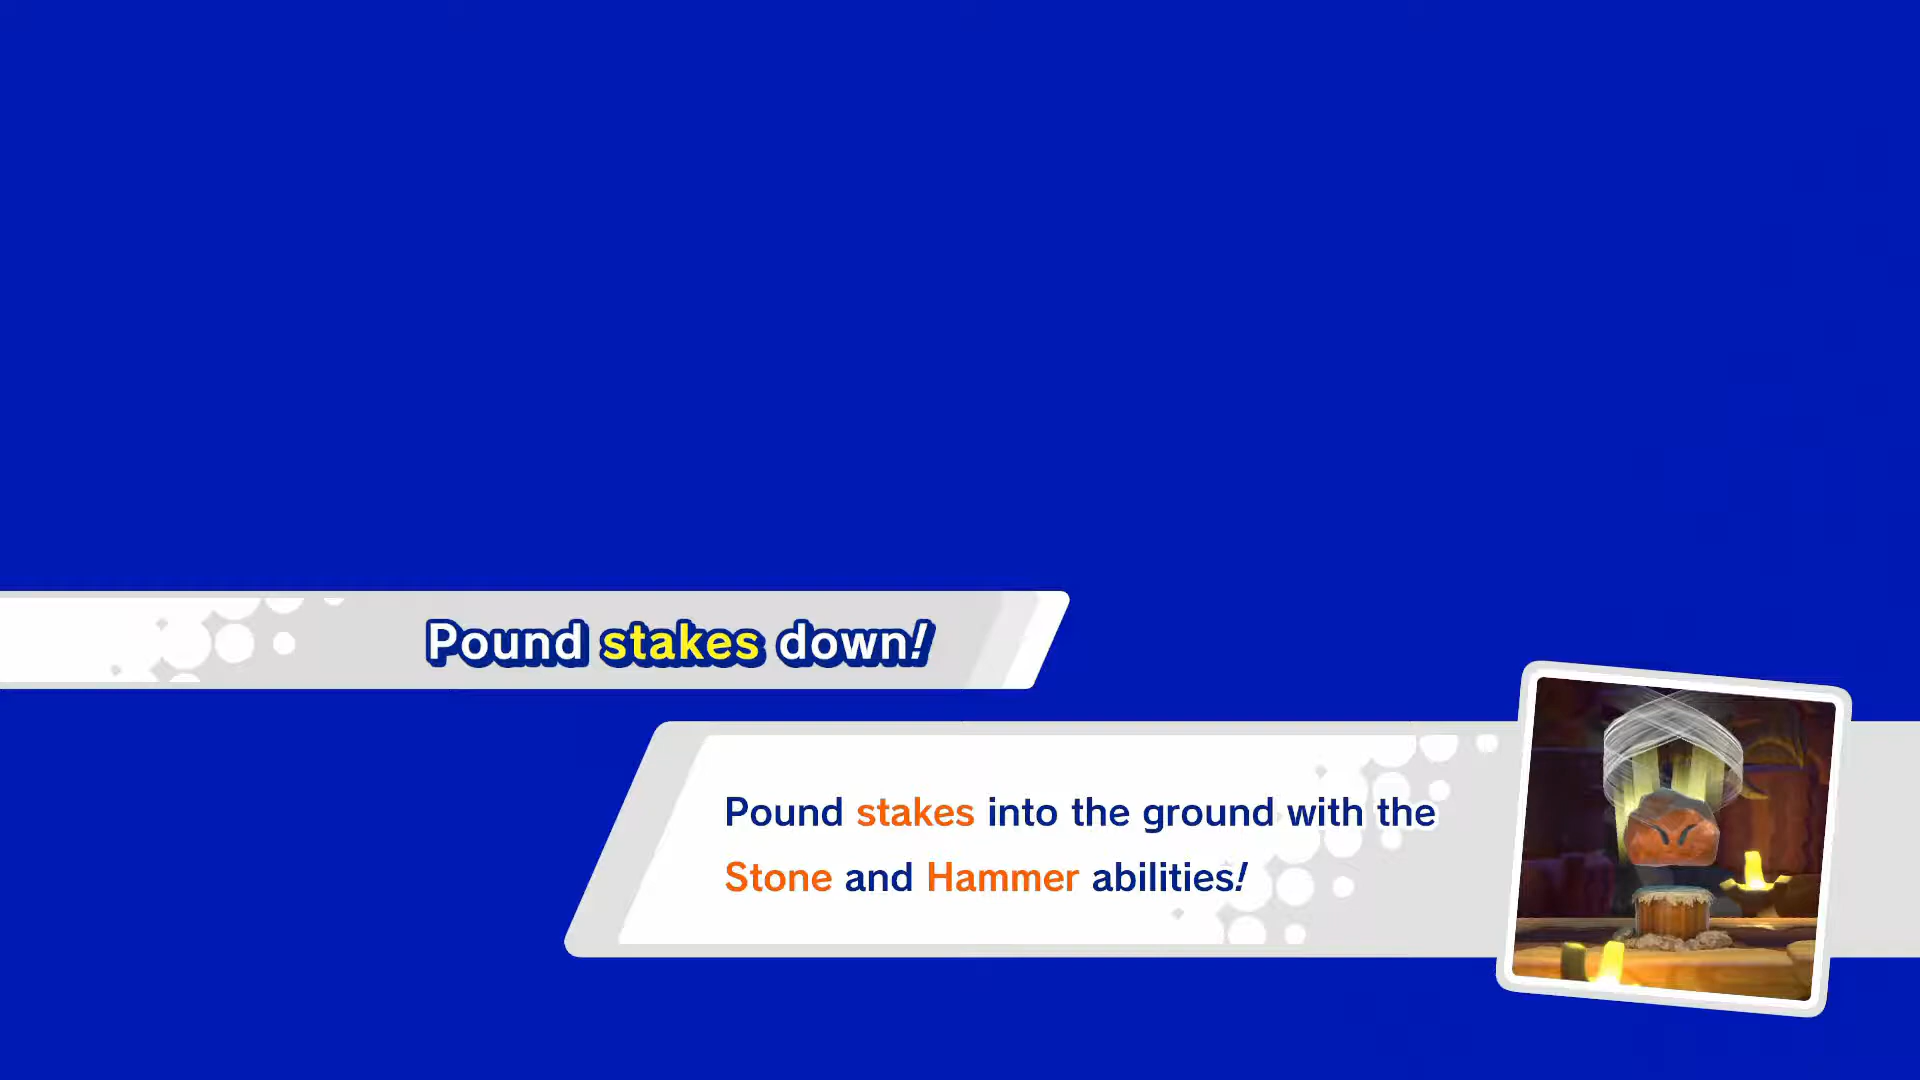 Pound stakes down!
Pound stakes into the ground with the
Stone and Hammer abilities!